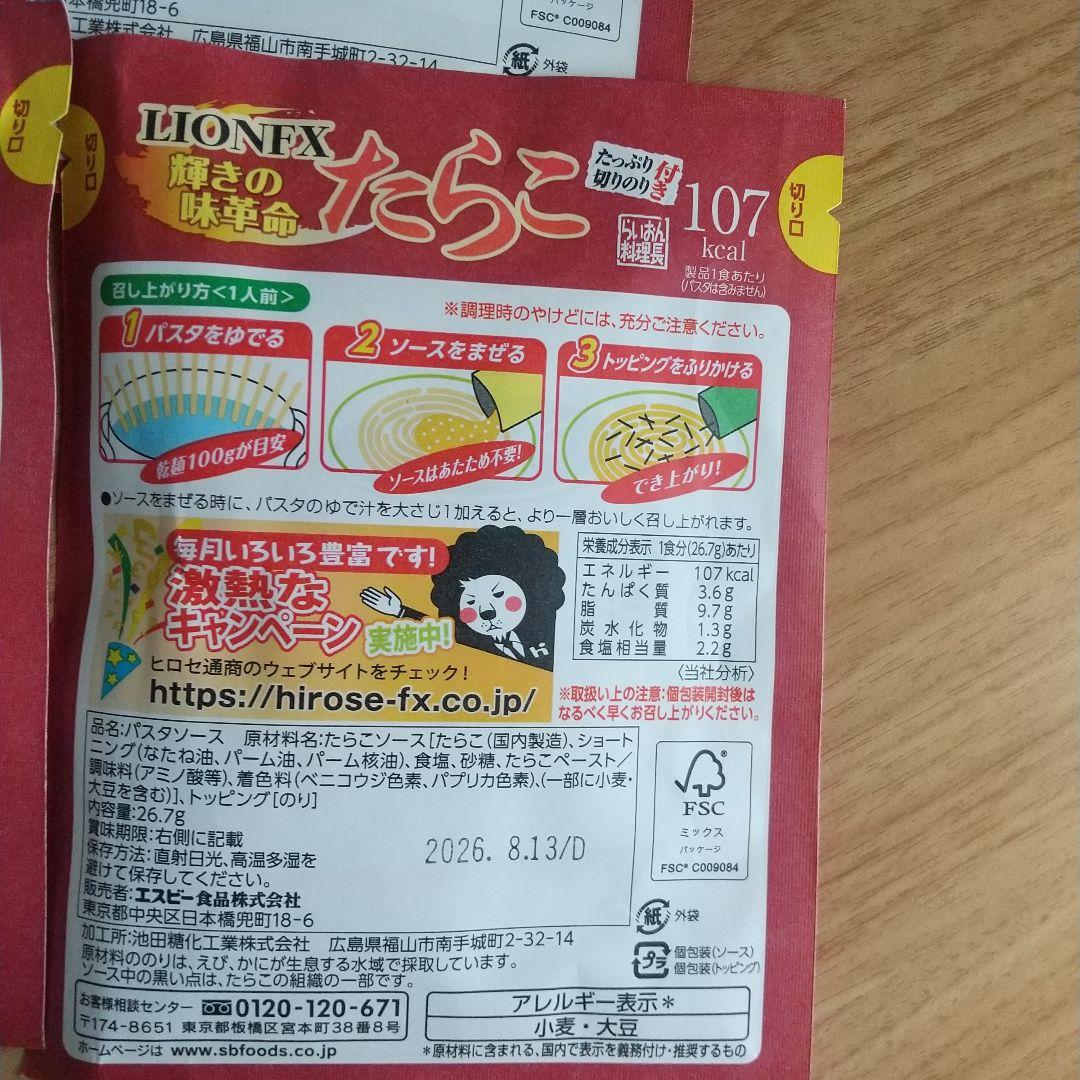 本橋兜町18-6
工業株式会社 広島県福山市南手城町2-32-14
パッケージ
FSC® C009084
紙 外袋
切り口
切り口
切り口
LIONFX
輝きの
味革命
たらこ
たっぷり
切りのり
付き
らいおん
料理長
107
kcal
製品1食あたり
(パスタは含みません)
召し上がり方<1人前>
※調理時のやけどには、充分ご注意ください。
1 パスタをゆでる
乾麺100gが目安
2 ソースをまぜる
ソースはあたため不要!
3 トッピングをふりかける
でき上がり!
●ソースをまぜる時に、パスタのゆで汁を大さじ1加えると、より一層おいしく召し上がれます。
毎月いろいろ豊富です!
激熱な
キャンペーン 実施中!
ヒロセ通商のウェブサイトをチェック!
https://hirose-fx.co.jp/
栄養成分表示 1食分(26.7g)あたり
エネルギー 107kcal
たんぱく質 3.6g
脂質 9.7g
炭水化物 1.3g
食塩相当量 2.2g
〈当社分析〉
※取扱い上の注意:個包装開封後は
なるべく早くお召し上がりください。
品名:パスタソース 原材料名:たらこソース[たらこ(国内製造)、ショート
ニング(なたね油、パーム油、パーム核油)、食塩、砂糖、たらこペースト/
調味料(アミノ酸等)、着色料(ベニコウジ色素、パプリカ色素)、(一部に小麦・
大豆を含む)]、トッピング[のり]
内容量:26.7g
賞味期限:右側に記載
保存方法:直射日光、高温多湿を
避けて保存してください。
2026. 8.13/D
販売者:エスビー食品株式会社
東京都中央区日本橋兜町18-6
加工所:池田糖化工業株式会社 広島県福山市南手城町2-32-14
原材料ののりは、えび、かにが生息する水域で採取しています。
ソース中の黒い点は、たらこの組織の一部です。
FSC
ミックス
パッケージ
FSC® C009084
紙 外袋
プラ 個包装(ソース)
個包装(トッピング)
お客様相談センター 0120-120-671
〒174-8651 東京都板橋区宮本町38番8号
ホームページは www.sbfoods.co.jp
アレルギー表示*
小麦・大豆
*原材料に含まれる、国内で表示を義務付け・推奨するもの